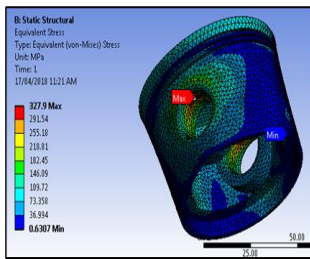 B: Static Structural
Equivalent Stress
Type: Equivalent (von-Mises) Stress
Unit: MPa
Time: 1
17/04/2018 11:21 AM
327.9 Max
291.54
255.18
218.81
182.45
146.09
109.72
73.358
36.994
0.6307 Min
Max
Min
50.00
25.00